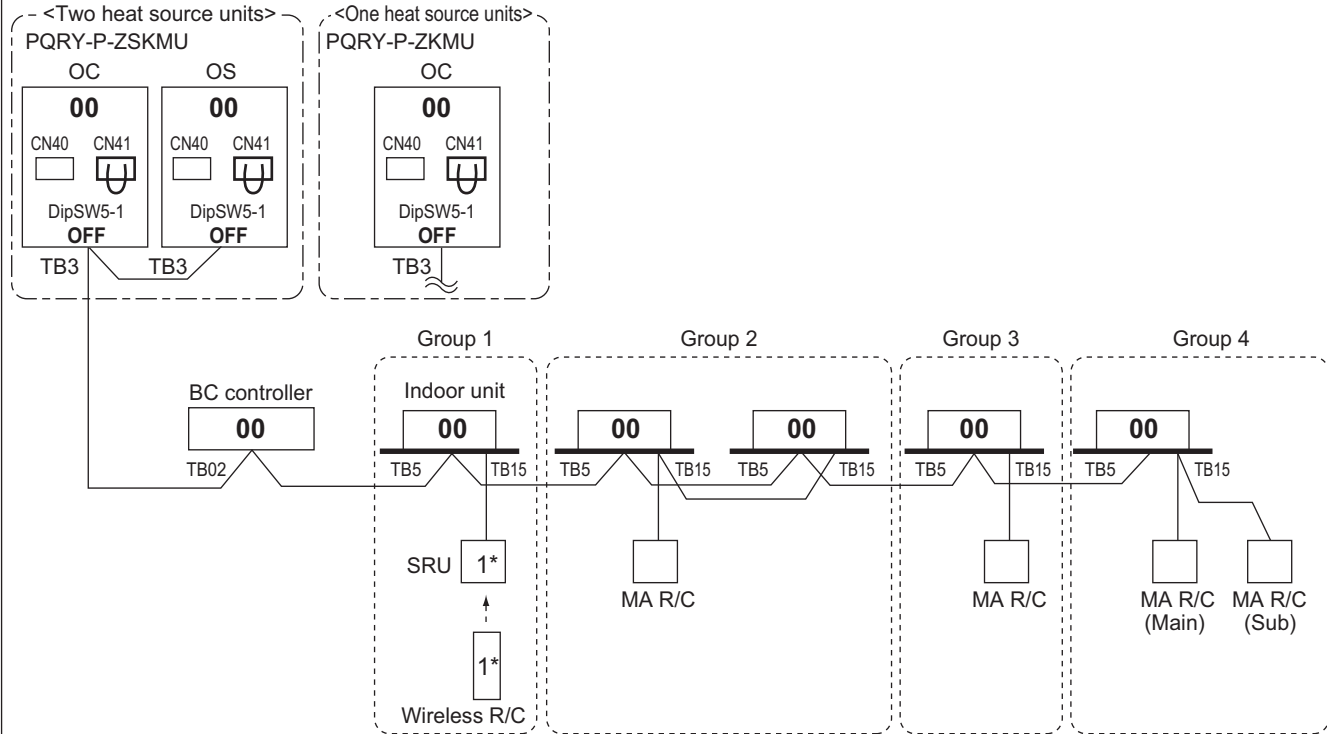 <Two heat source units>
PQRY-P-ZSKMU
OC OS
00 00
CN40 CN41 CN40 CN41
DipSW5-1 DipSW5-1
OFF OFF
TB3 TB3
<One heat source units>
PQRY-P-ZKMU
OC
00
CN40 CN41
DipSW5-1
OFF
TB3
Group 1 Group 2 Group 3 Group 4
BC controller Indoor unit
00 00 00 00 00 00
TB02 TB5 TB15 TB5 TB15 TB5 TB15 TB5 TB15 TB5 TB15
SRU 1*
MA R/C MA R/C MA R/C MA R/C
(Main) (Sub)
1*
Wireless R/C